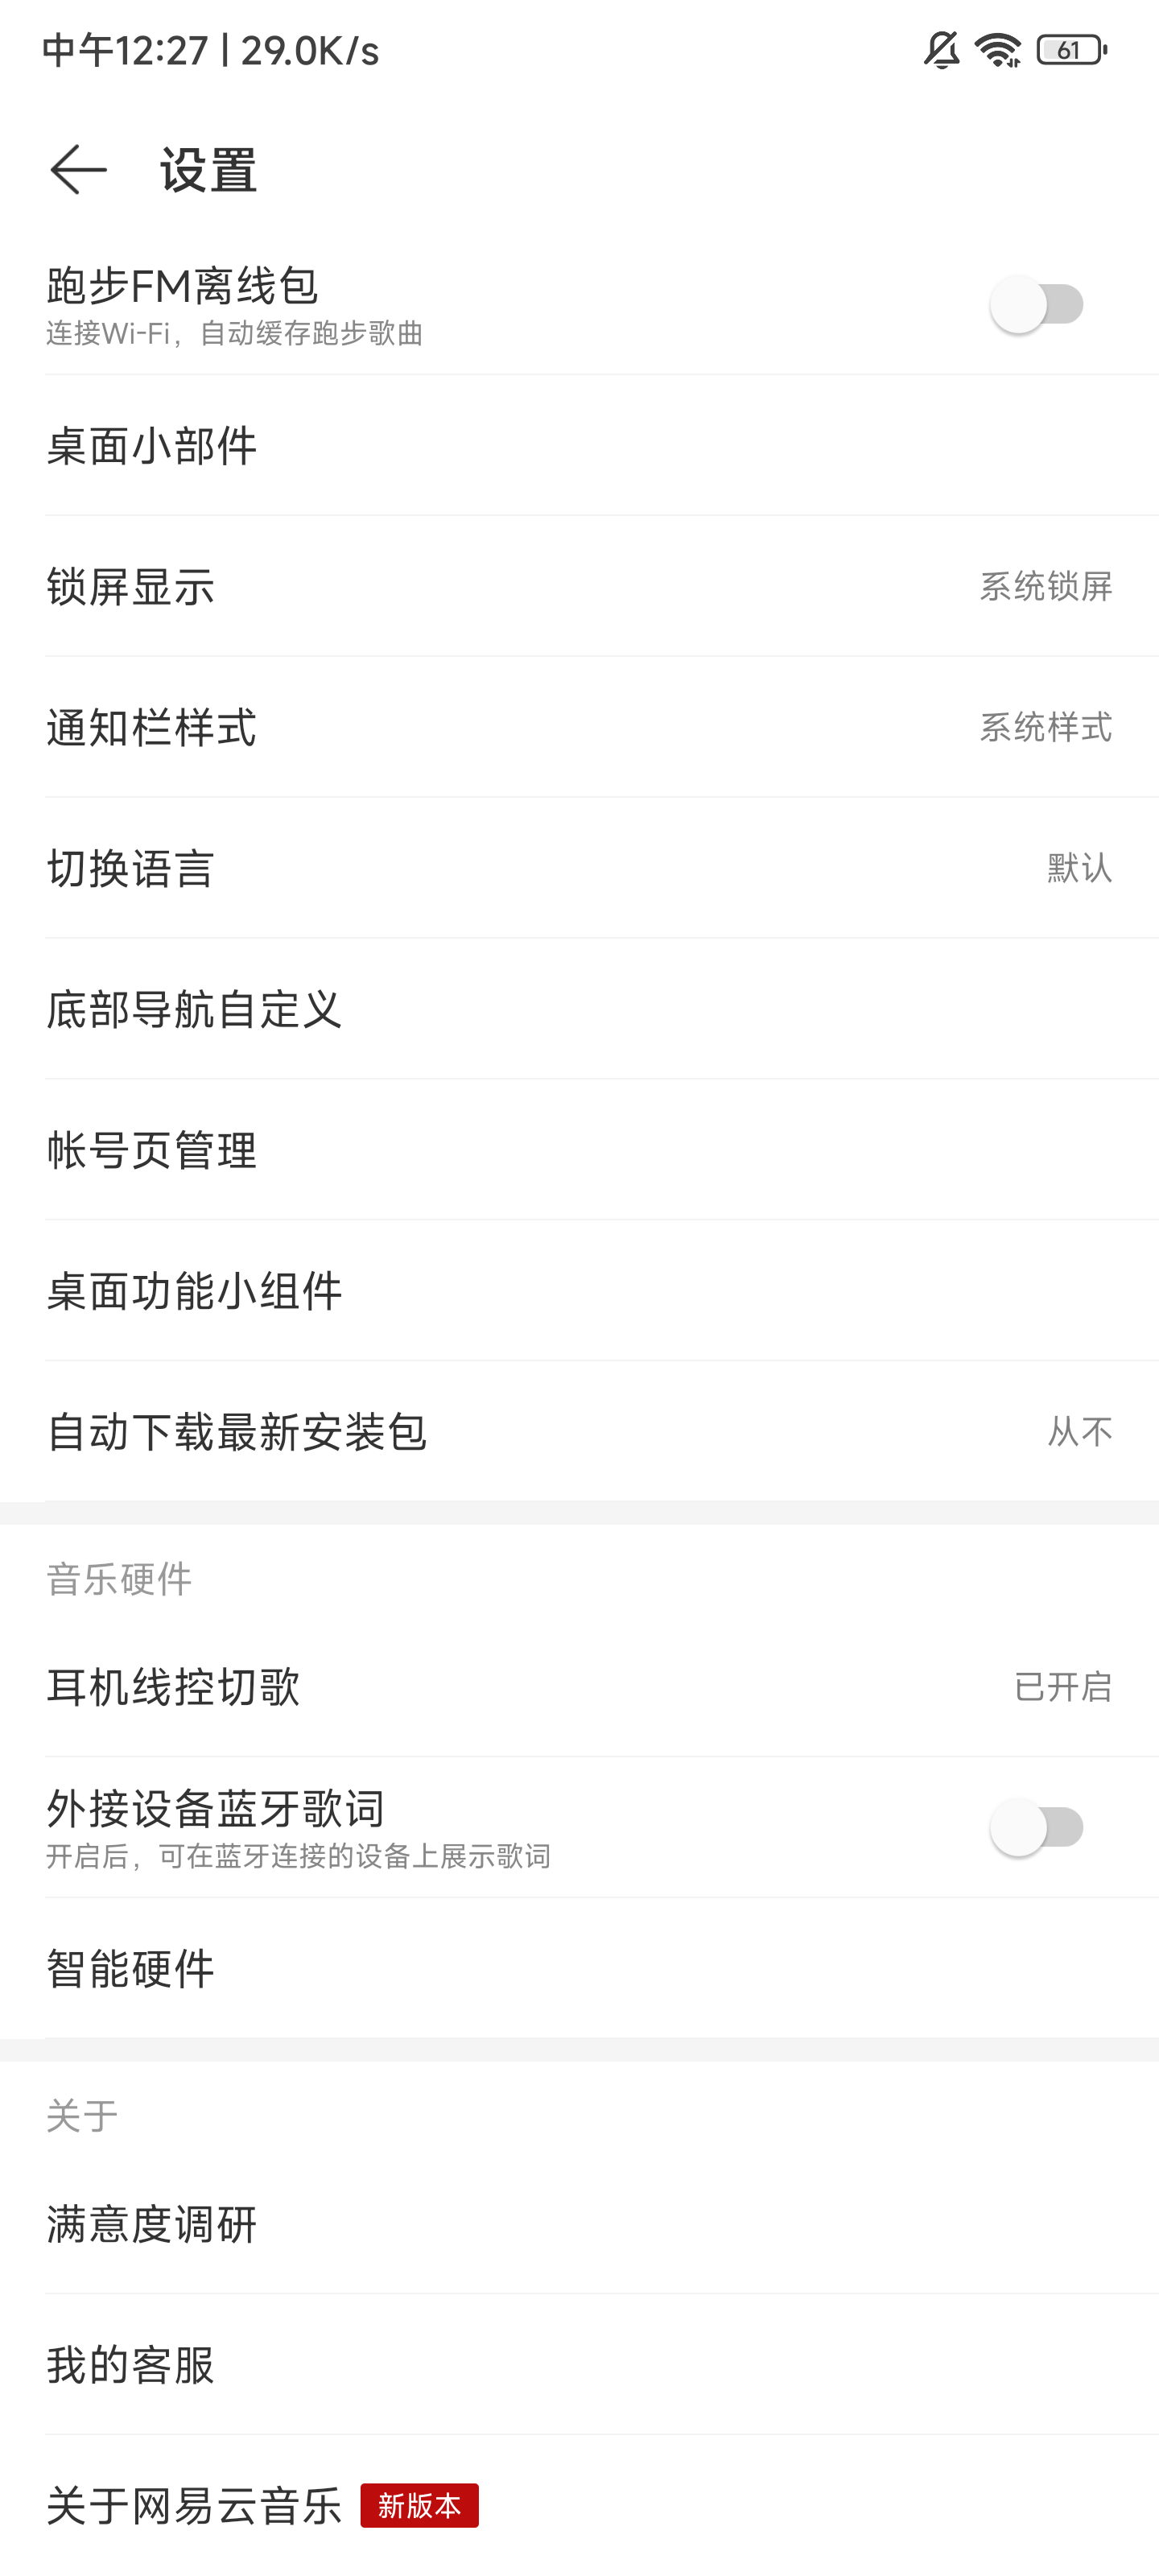 中午12:27 | 29.0K/s
61
设置
跑步FM离线包
连接Wi-Fi，自动缓存跑步歌曲
桌面小部件
锁屏显示 系统锁屏
通知栏样式 系统样式
切换语言 默认
底部导航自定义
帐号页管理
桌面功能小组件
自动下载最新安装包 从不
音乐硬件
耳机线控切歌 已开启
外接设备蓝牙歌词
开启后，可在蓝牙连接的设备上展示歌词
智能硬件
关于
满意度调研
我的客服
关于网易云音乐 新版本